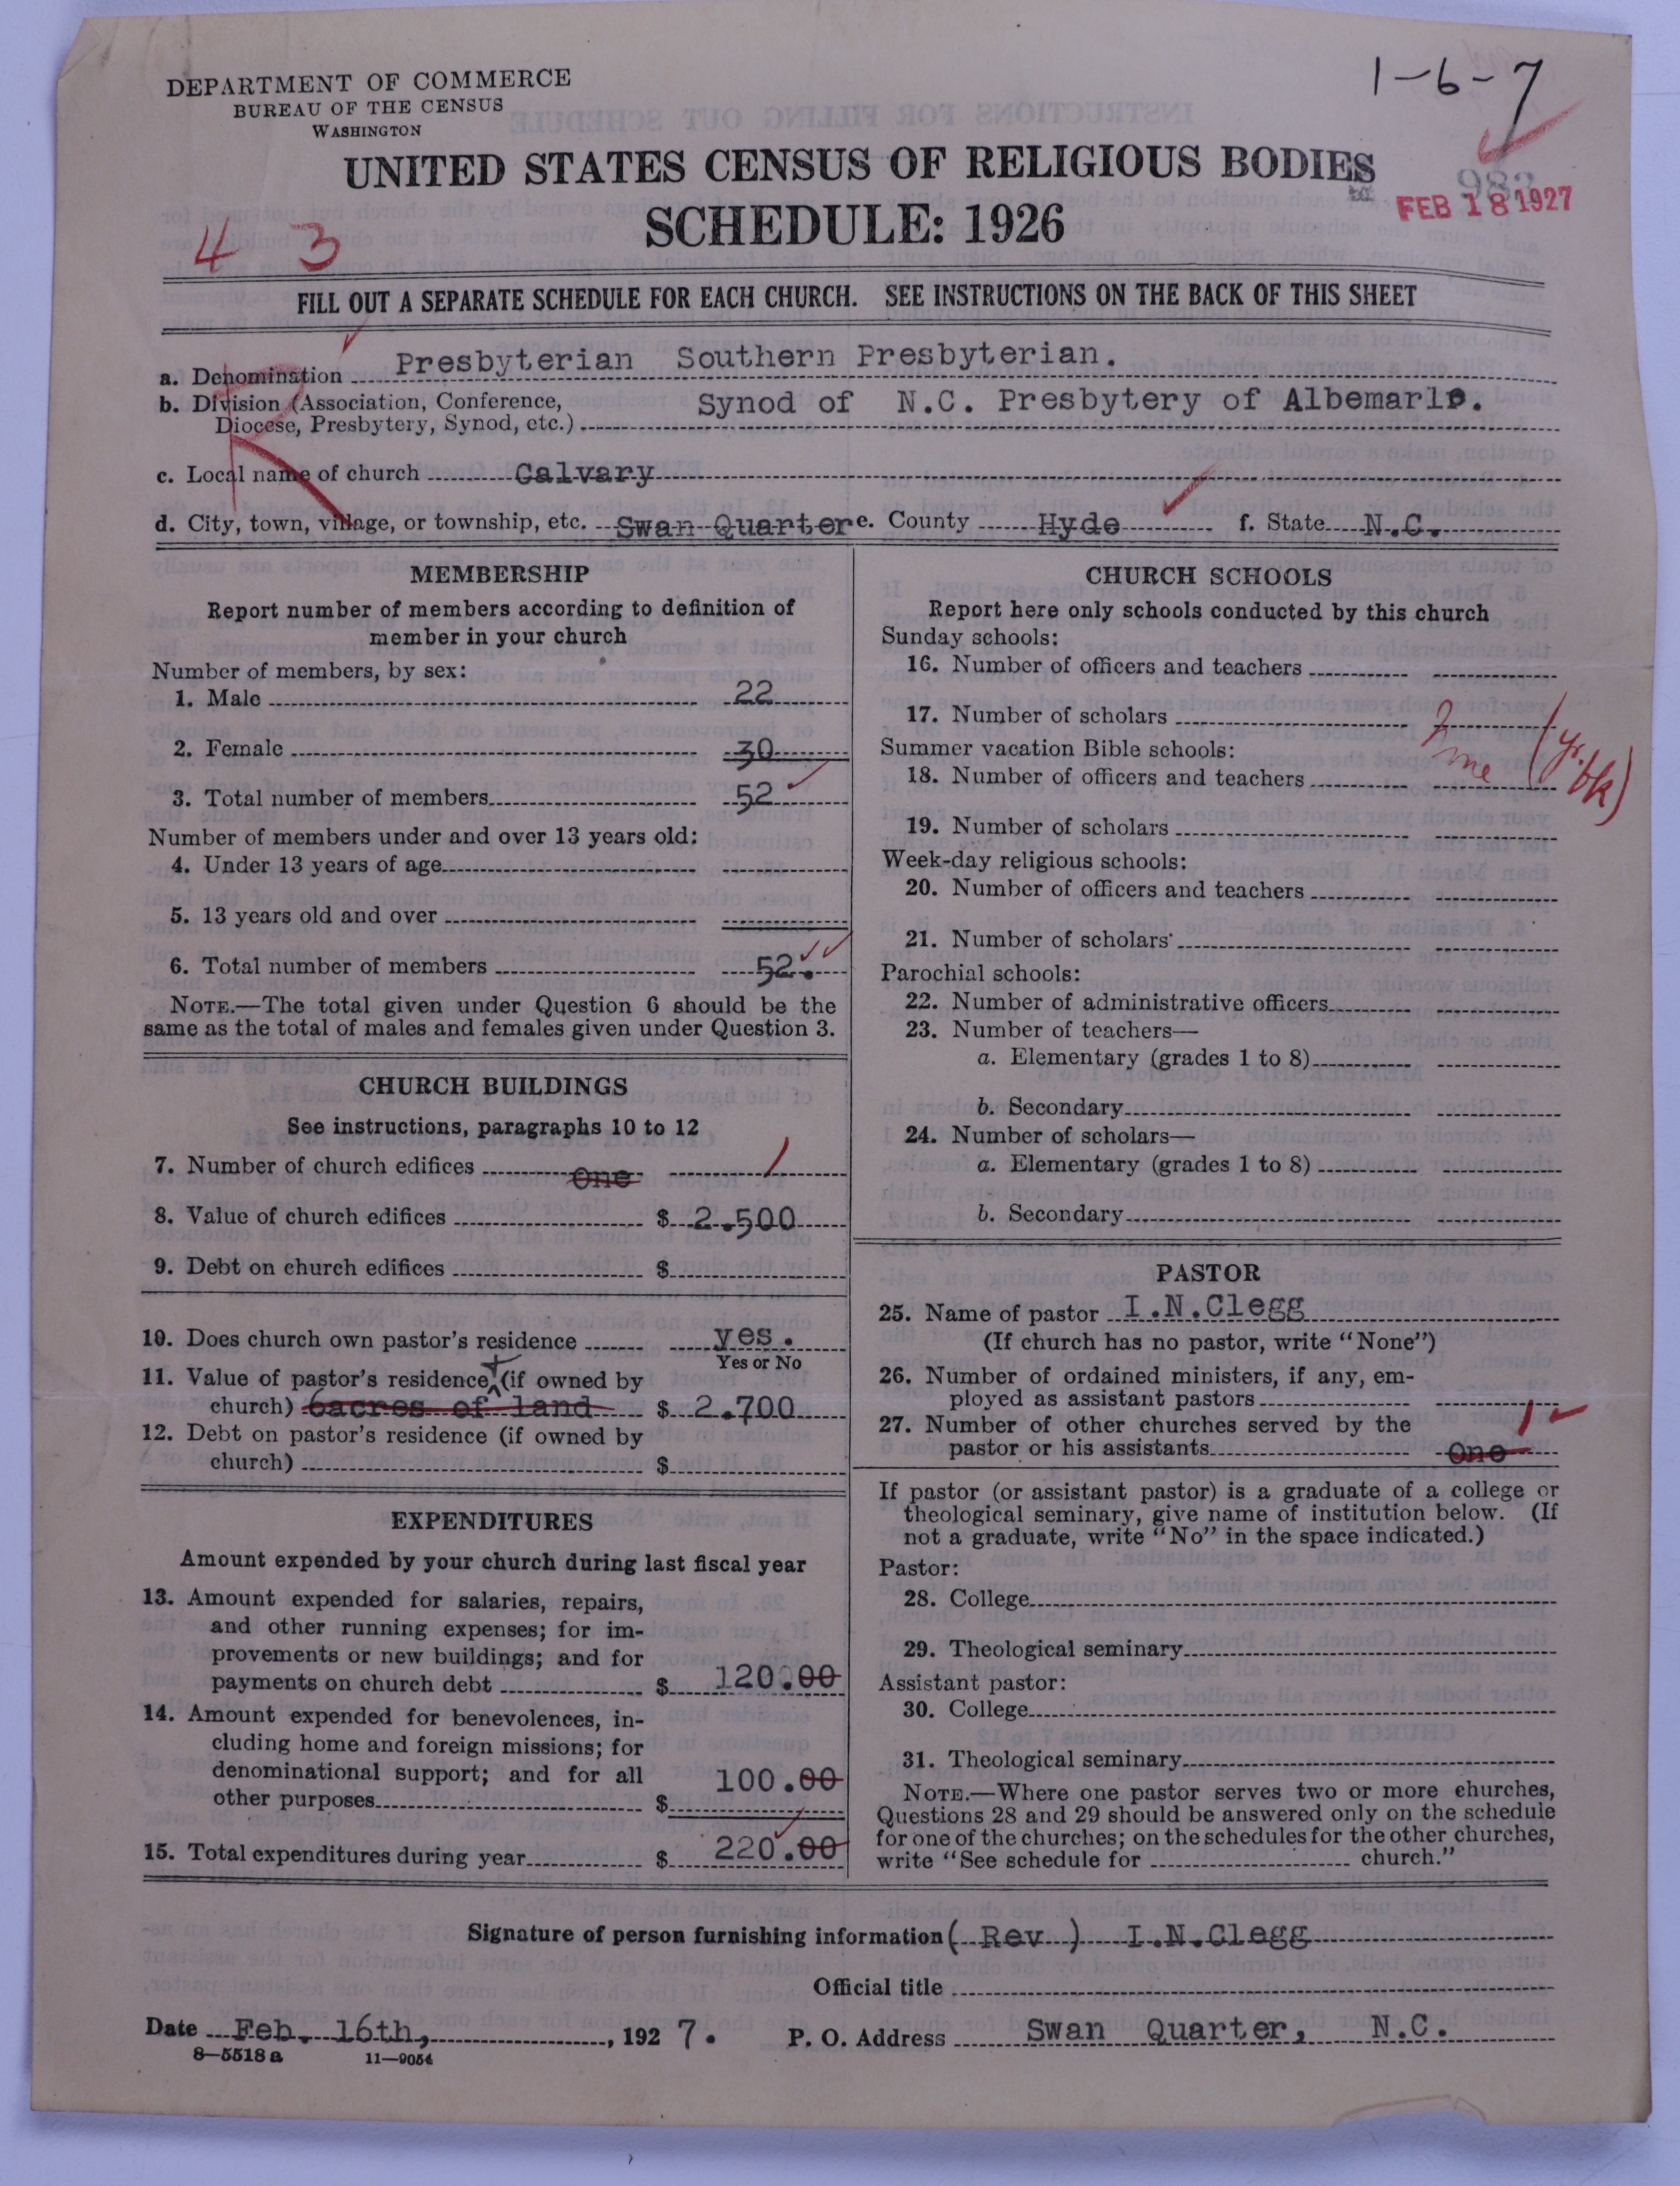 1-6-7
DEPARTMENT OF COMMERCE
BUREAU OF THE CENSUS
WASHINGTON
UNITED STATES CENSUS OF RELIGIOUS BODIES
SCHEDULE: 1926
FEB 18 1927
4 3
FILL OUT A SEPARATE SCHEDULE FOR EACH CHURCH. SEE INSTRUCTIONS ON THE BACK OF THIS SHEET
a. Denomination Presbyterian Southern Presbyterian.
b. Division (Association, Conference, Synod of N.C. Presbytery of Albemarle.
Diocese, Presbytery, Synod, etc.)
c. Local name of church Calvary
d. City, town, village, or township, etc. Swan Quarter e. County Hyde f. State N.C.
MEMBERSHIP
Report number of members according to definition of
member in your church
Number of members, by sex:
1. Male 22
2. Female 30
3. Total number of members 52
Number of members under and over 13 years old:
4. Under 13 years of age
5. 13 years old and over
6. Total number of members 52.
NOTE.—The total given under Question 6 should be the
same as the total of males and females given under Question 3.
CHURCH BUILDINGS
See instructions, paragraphs 10 to 12
7. Number of church edifices One 1
8. Value of church edifices $ 2.500
9. Debt on church edifices $
10. Does church own pastor's residence yes.
Yes or No
11. Value of pastor's residence (if owned by
church) 6acres of land $ 2.700
12. Debt on pastor's residence (if owned by
church) $
EXPENDITURES
Amount expended by your church during last fiscal year
13. Amount expended for salaries, repairs,
and other running expenses; for im-
provements or new buildings; and for
payments on church debt $ 120.00
14. Amount expended for benevolences, in-
cluding home and foreign missions; for
denominational support; and for all
other purposes $ 100.00
15. Total expenditures during year $ 220.00
CHURCH SCHOOLS
Report here only schools conducted by this church
Sunday schools:
16. Number of officers and teachers
17. Number of scholars
Summer vacation Bible schools:
18. Number of officers and teachers
(yr. bk)
19. Number of scholars
Week-day religious schools:
20. Number of officers and teachers
21. Number of scholars
Parochial schools:
22. Number of administrative officers
23. Number of teachers—
a. Elementary (grades 1 to 8)
b. Secondary
24. Number of scholars—
a. Elementary (grades 1 to 8)
b. Secondary
PASTOR
25. Name of pastor I.N.Clegg
(If church has no pastor, write "None")
26. Number of ordained ministers, if any, em-
ployed as assistant pastors
27. Number of other churches served by the 1
pastor or his assistants One
If pastor (or assistant pastor) is a graduate of a college or
theological seminary, give name of institution below. (If
not a graduate, write "No" in the space indicated.)
Pastor:
28. College
29. Theological seminary
Assistant pastor:
30. College
31. Theological seminary
NOTE.—Where one pastor serves two or more churches,
Questions 28 and 29 should be answered only on the schedule
for one of the churches; on the schedules for the other churches,
write "See schedule for church."
Signature of person furnishing information ( Rev ) I.N.Clegg
Official title
Date Feb. 16th, , 1927. P. O. Address Swan Quarter, N.C.
8—5518 a 11—9054